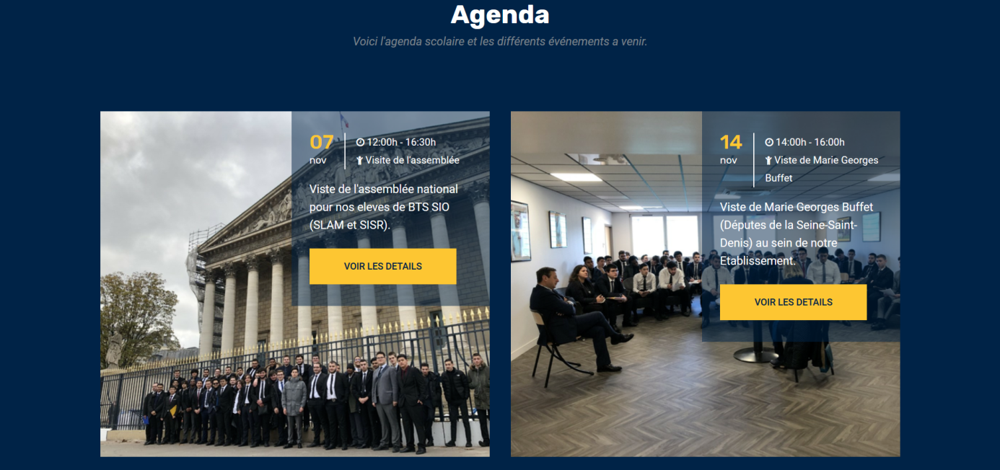 Agenda
Voici l'agenda scolaire et les différents événements a venir.
07
nov
12:00h - 16:30h
Visite de l'assemblée
Viste de l'assemblée national
pour nos eleves de BTS SIO
(SLAM et SISR).
VOIR LES DETAILS
14
nov
14:00h - 16:00h
Viste de Marie Georges
Buffet
Viste de Marie Georges Buffet
(Députes de la Seine-Saint-
Denis) au sein de notre
Etablissement.
VOIR LES DETAILS